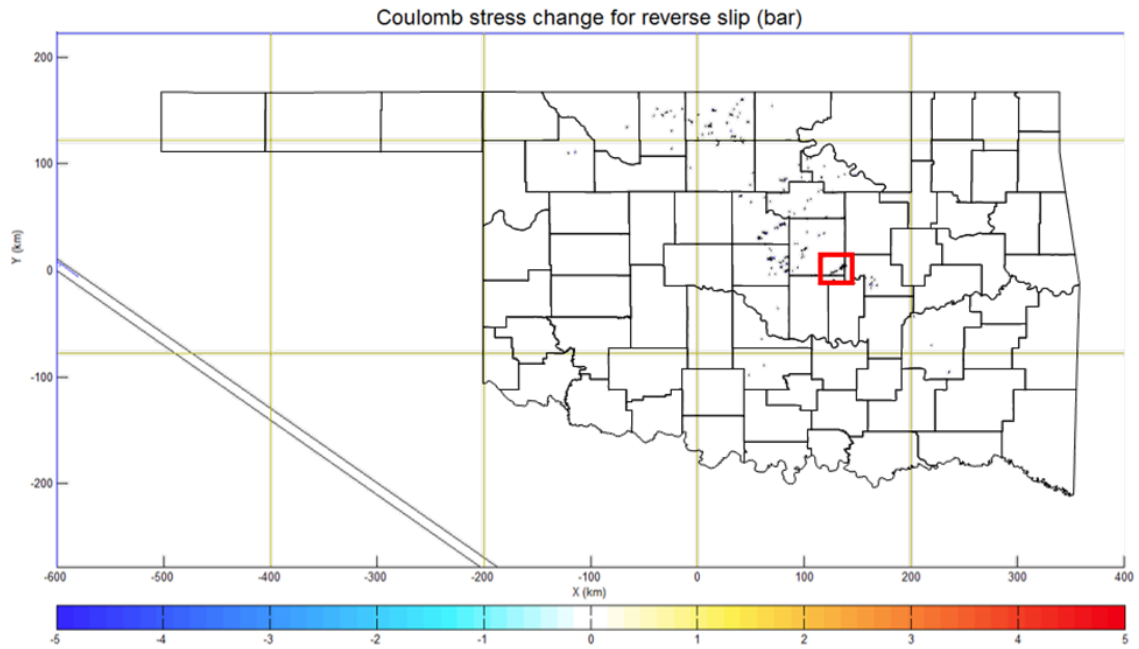 Coulomb stress change for reverse slip (bar)
200
100
0
-100
-200
Y (km)
-600 -500 -400 -300 -200 -100 0 100 200 300 400
X (km)
-5 -4 -3 -2 -1 0 1 2 3 4 5